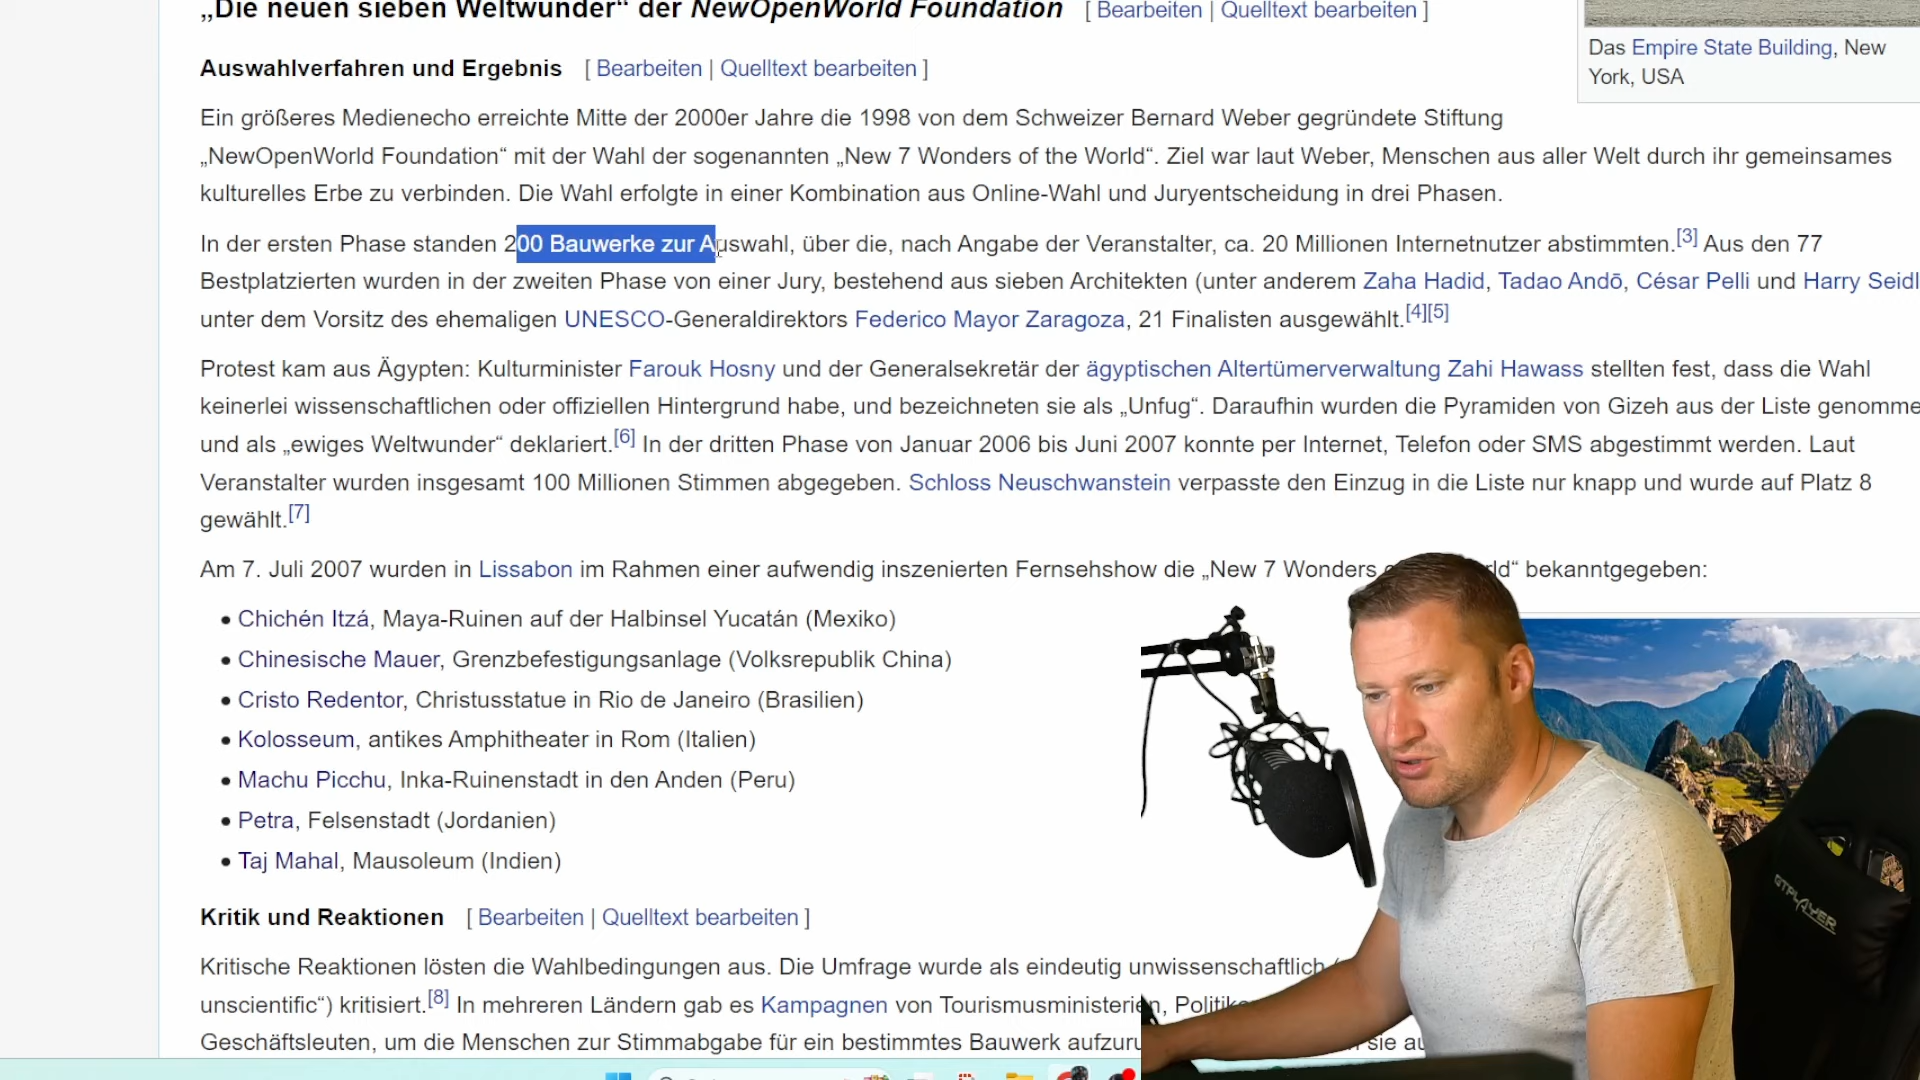 „Die neuen sieben Weltwunder“ der NewOpenWorld Foundation [ Bearbeiten | Quelltext bearbeiten ]
Das Empire State Building, New
York, USA
Auswahlverfahren und Ergebnis [ Bearbeiten | Quelltext bearbeiten ]
Ein größeres Medienecho erreichte Mitte der 2000er Jahre die 1998 von dem Schweizer Bernard Weber gegründete Stiftung
„NewOpenWorld Foundation“ mit der Wahl der sogenannten „New 7 Wonders of the World“. Ziel war laut Weber, Menschen aus aller Welt durch ihr gemeinsames
kulturelles Erbe zu verbinden. Die Wahl erfolgte in einer Kombination aus Online-Wahl und Juryentscheidung in drei Phasen.
In der ersten Phase standen 200 Bauwerke zur Auswahl, über die, nach Angabe der Veranstalter, ca. 20 Millionen Internetnutzer abstimmten.[3] Aus den 77
Bestplatzierten wurden in der zweiten Phase von einer Jury, bestehend aus sieben Architekten (unter anderem Zaha Hadid, Tadao Andō, César Pelli und Harry Seidl
unter dem Vorsitz des ehemaligen UNESCO-Generaldirektors Federico Mayor Zaragoza, 21 Finalisten ausgewählt.[4][5]
Protest kam aus Ägypten: Kulturminister Farouk Hosny und der Generalsekretär der ägyptischen Altertümerverwaltung Zahi Hawass stellten fest, dass die Wahl
keinerlei wissenschaftlichen oder offiziellen Hintergrund habe, und bezeichneten sie als „Unfug“. Daraufhin wurden die Pyramiden von Gizeh aus der Liste genomme
und als „ewiges Weltwunder“ deklariert.[6] In der dritten Phase von Januar 2006 bis Juni 2007 konnte per Internet, Telefon oder SMS abgestimmt werden. Laut
Veranstalter wurden insgesamt 100 Millionen Stimmen abgegeben. Schloss Neuschwanstein verpasste den Einzug in die Liste nur knapp und wurde auf Platz 8
gewählt.[7]
Am 7. Juli 2007 wurden in Lissabon im Rahmen einer aufwendig inszenierten Fernsehshow die „New 7 Wonders rld“ bekanntgegeben:
• Chichén Itzá, Maya-Ruinen auf der Halbinsel Yucatán (Mexiko)
• Chinesische Mauer, Grenzbefestigungsanlage (Volksrepublik China)
• Cristo Redentor, Christusstatue in Rio de Janeiro (Brasilien)
• Kolosseum, antikes Amphitheater in Rom (Italien)
• Machu Picchu, Inka-Ruinenstadt in den Anden (Peru)
• Petra, Felsenstadt (Jordanien)
• Taj Mahal, Mausoleum (Indien)
GTPLAYER
Kritik und Reaktionen [ Bearbeiten | Quelltext bearbeiten ]
Kritische Reaktionen lösten die Wahlbedingungen aus. Die Umfrage wurde als eindeutig unwissenschaftlich
unscientific“) kritisiert.[8] In mehreren Ländern gab es Kampagnen von Tourismusministerien, Politik
Geschäftsleuten, um die Menschen zur Stimmabgabe für ein bestimmtes Bauwerk aufzuru sie au